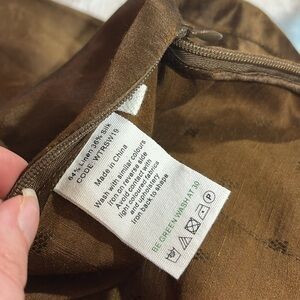 64% Linen 36% Silk
CODE: WTRSW19
Made in China
Wash with similar colours
Iron on reverse side
Avoid contact with
light coloured fabrics
and upholstery
Iron back to shape
BE GREEN WASH AT 30